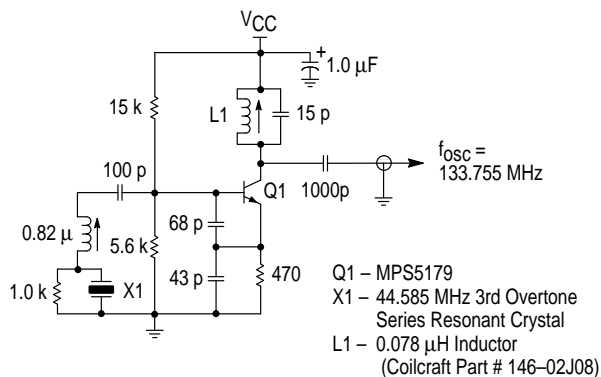 VCC
+
1.0 µF
15 k
L1
15 p
100 p
Q1
1000p
fosc =
133.755 MHz
0.82 µ
68 p
5.6 k
43 p
470
1.0 k
X1
Q1 – MPS5179
X1 – 44.585 MHz 3rd Overtone
Series Resonant Crystal
L1 – 0.078 µH Inductor
(Coilcraft Part # 146–02J08)